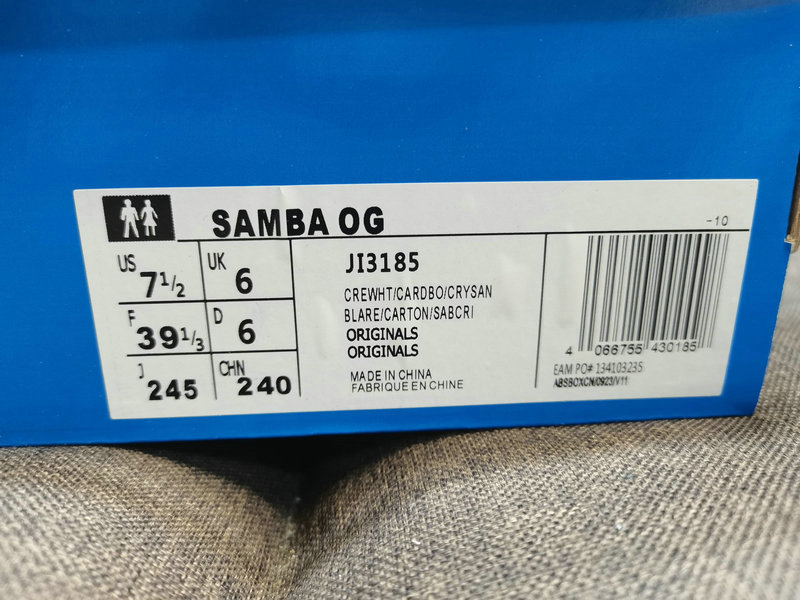 SAMBA OG
-10
US 7 1/2
UK 6
F 39 1/3
D 6
J 245
CHN 240
JI3185
CREWHT/CARDBO/CRYSAN
BLARE/CARTON/SABCRI
ORIGINALS
ORIGINALS
MADE IN CHINA
FABRIQUE EN CHINE
4 066755 430185
EAM PO# 134103235
ABSBOXCN/0923/V11